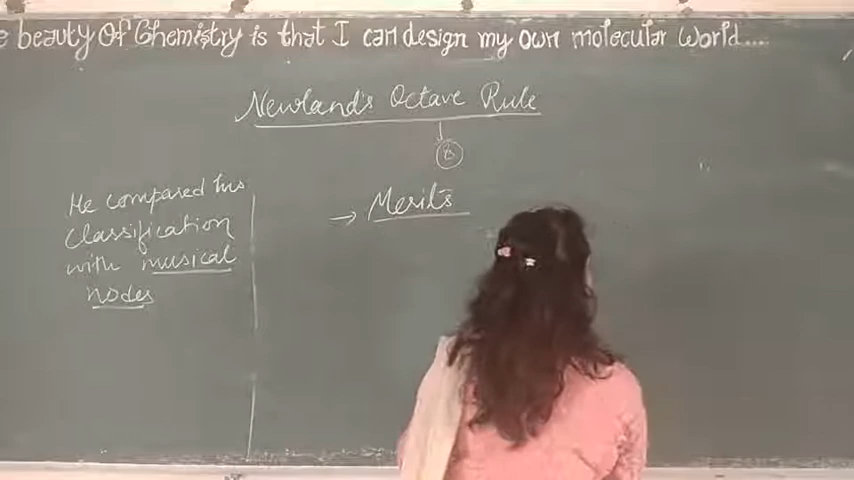 beauty Of Chemistry is that I can design my own molecular World....
Newland's Octave Rule
↓
8
He compared his
classification
with musical
nodes
→ Merits